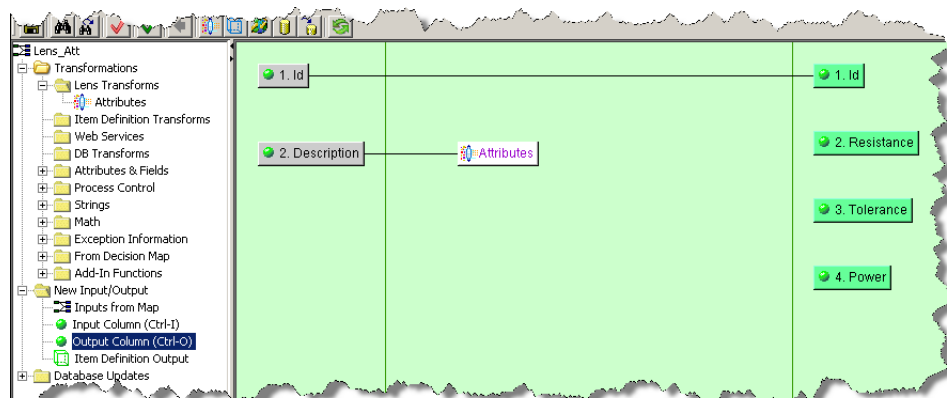 Lens_Att
Transformations
Lens Transforms
Attributes
Item Definition Transforms
Web Services
DB Transforms
Attributes & Fields
Process Control
Strings
Math
Exception Information
From Decision Map
Add-In Functions
New Input/Output
Inputs from Map
Input Column (Ctrl-I)
Output Column (Ctrl-O)
Item Definition Output
Database Updates
1. Id
2. Description
Attributes
1. Id
2. Resistance
3. Tolerance
4. Power